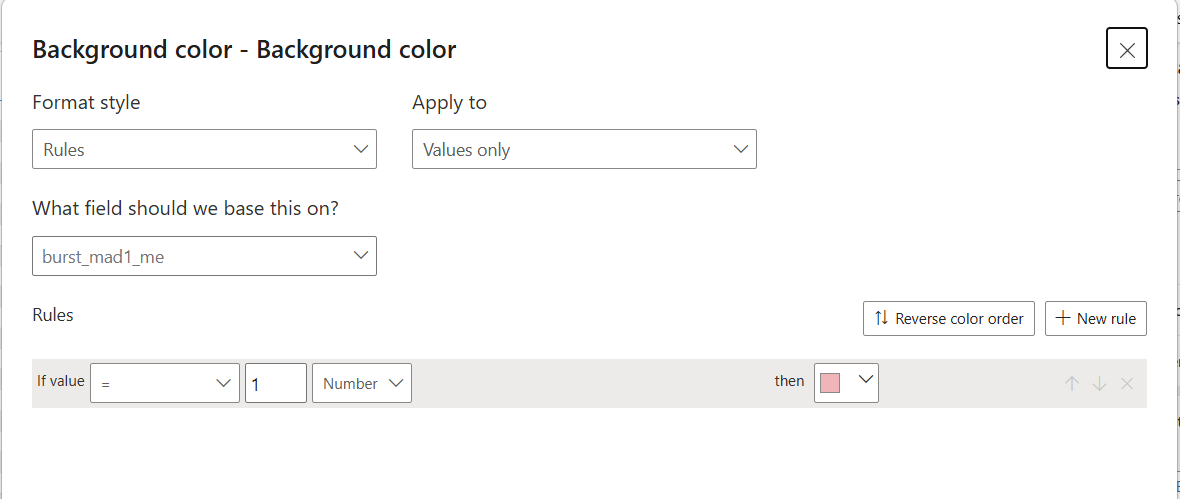 Background color - Background color
Format style
Apply to
Rules
Values only
What field should we base this on?
burst_mad1_me
Rules
Reverse color order
New rule
If value = 1 Number then